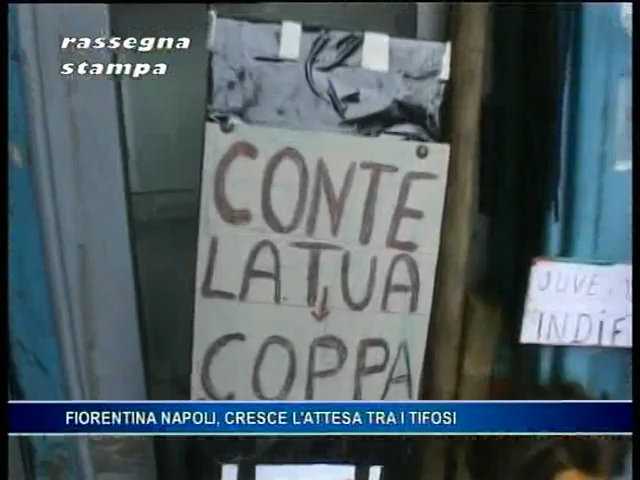 rassegna
stampa
CONTE
LA TUA
COPPA
JUVE
INDIF
FIORENTINA NAPOLI, CRESCE L'ATTESA TRA I TIFOSI